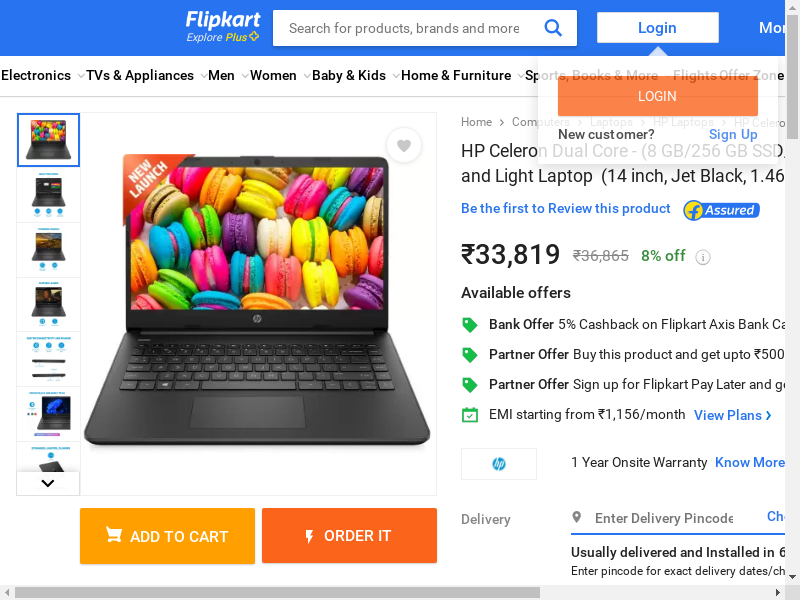 Flipkart
Explore Plus
Search for products, brands and more
Login
Mor
Electronics
TVs & Appliances
Men
Women
Baby & Kids
Home & Furniture
Sports, Books & More
Flights
Offer Zone
LOGIN
New customer?
Sign Up
Home
Computers
Laptops
HP Laptops
HP Celero
HP Celeron Dual Core - (8 GB/256 GB SSD/
and Light Laptop (14 inch, Jet Black, 1.46
Be the first to Review this product
Assured
₹33,819
₹36,865
8% off
i
Available offers
Bank Offer 5% Cashback on Flipkart Axis Bank Ca
Partner Offer Buy this product and get upto ₹500
Partner Offer Sign up for Flipkart Pay Later and ge
EMI starting from ₹1,156/month
View Plans
NEW LAUNCH
hp
hp
1 Year Onsite Warranty
Know More
Delivery
Enter Delivery Pincode
Che
Usually delivered and Installed in 6
Enter pincode for exact delivery dates/ch
ADD TO CART
ORDER IT